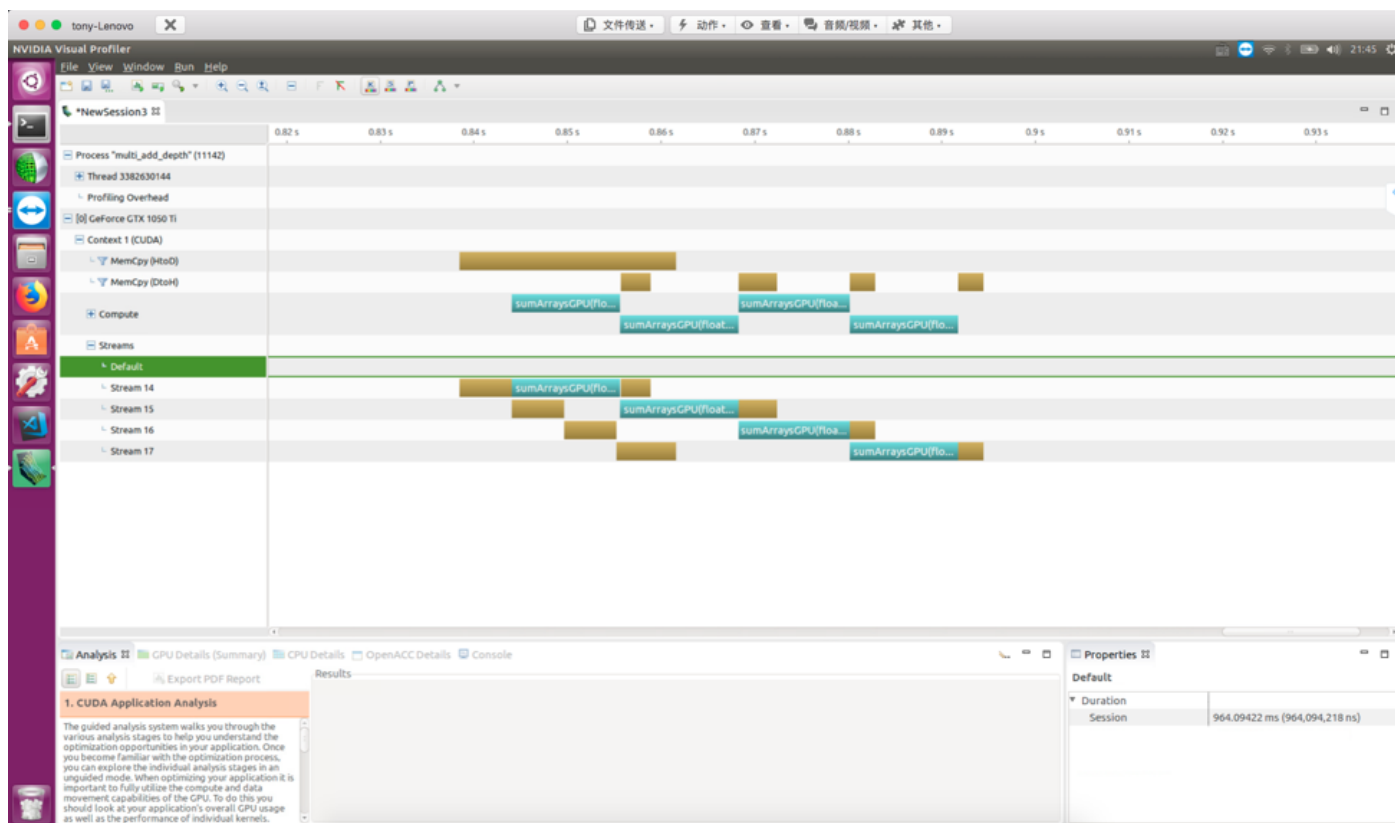 tony-Lenovo
文件传送
动作
查看
音频/视频
其他
NVIDIA Visual Profiler
21:45
File View Window Run Help
*NewSession3
0.82 s 0.83 s 0.84 s 0.85 s 0.86 s 0.87 s 0.88 s 0.89 s 0.9 s 0.91 s 0.92 s 0.93 s
Process "multi_add_depth" (11142)
Thread 3382630144
Profiling Overhead
[0] GeForce GTX 1050 Ti
Context 1 (CUDA)
MemCpy (HtoD)
MemCpy (DtoH)
sumArraysGPU(flo... sumArraysGPU(floa...
Compute
sumArraysGPU(float... sumArraysGPU(flo...
Streams
Default
Stream 14 sumArraysGPU(flo...
Stream 15 sumArraysGPU(float...
Stream 16 sumArraysGPU(floa...
Stream 17 sumArraysGPU(flo...
Analysis GPU Details (Summary) CPU Details OpenACC Details Console
Export PDF Report
Results
1. CUDA Application Analysis
The guided analysis system walks you through the
various analysis stages to help you understand the
optimization opportunities in your application. Once
you become familiar with the optimization process,
you can explore the individual analysis stages in an
unguided mode. When optimizing your application it is
important to fully utilize the compute and data
movement capabilities of the GPU. To do this you
should look at your application's overall GPU usage
as well as the performance of individual kernels.
Properties
Default
Duration
Session 964.09422 ms (964,094,218 ns)